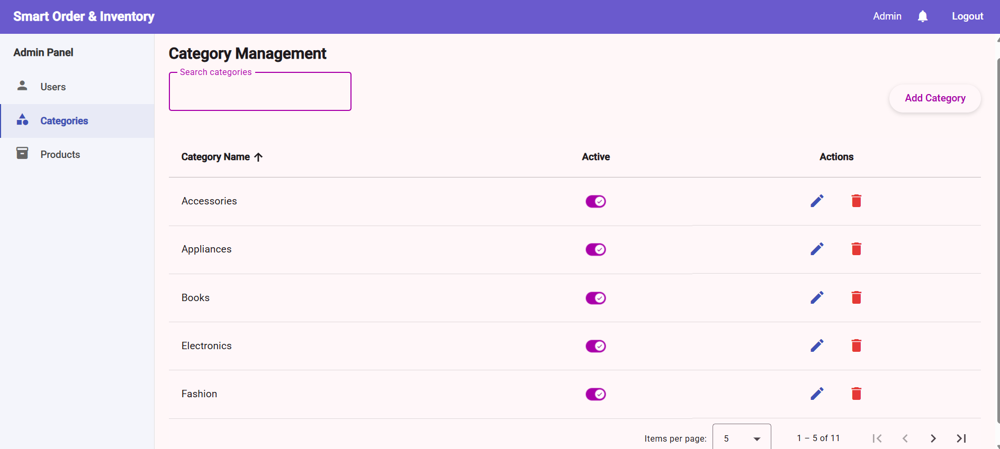 Smart Order & Inventory
Admin
Logout
Admin Panel
Users
Categories
Products
Category Management
Search categories
Add Category
Category Name
Active
Actions
Accessories
Appliances
Books
Electronics
Fashion
Items per page:
5
1 – 5 of 11